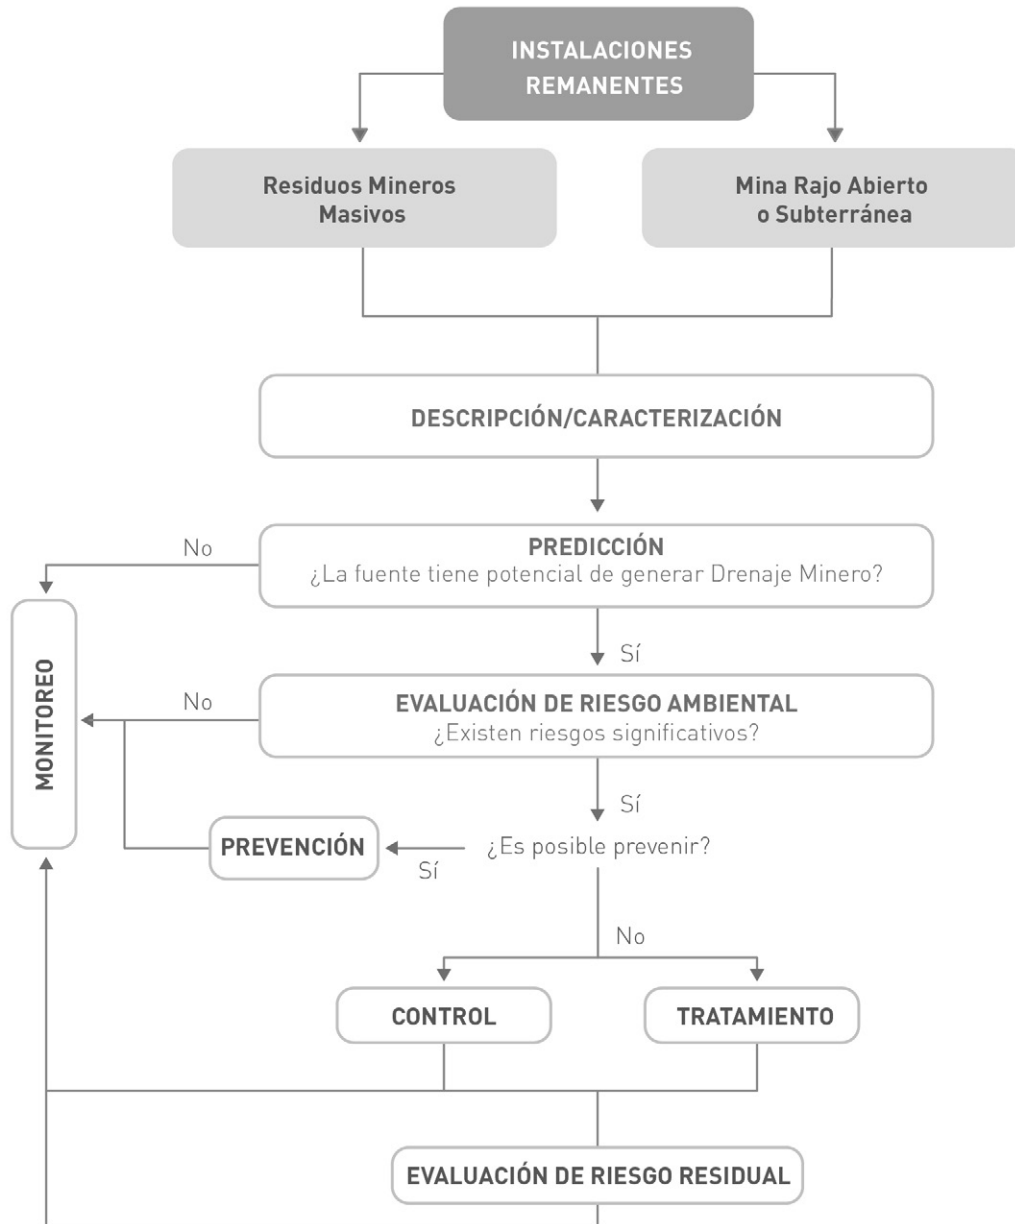 INSTALACIONES
REMANENTES
Residuos Mineros
Masivos
Mina Rajo Abierto
o Subterránea
DESCRIPCIÓN/CARACTERIZACIÓN
PREDICCIÓN
¿La fuente tiene potencial de generar Drenaje Minero?
No
Sí
MONITOREO
EVALUACIÓN DE RIESGO AMBIENTAL
¿Existen riesgos significativos?
No
Sí
¿Es posible prevenir?
Sí
PREVENCIÓN
No
CONTROL
TRATAMIENTO
EVALUACIÓN DE RIESGO RESIDUAL